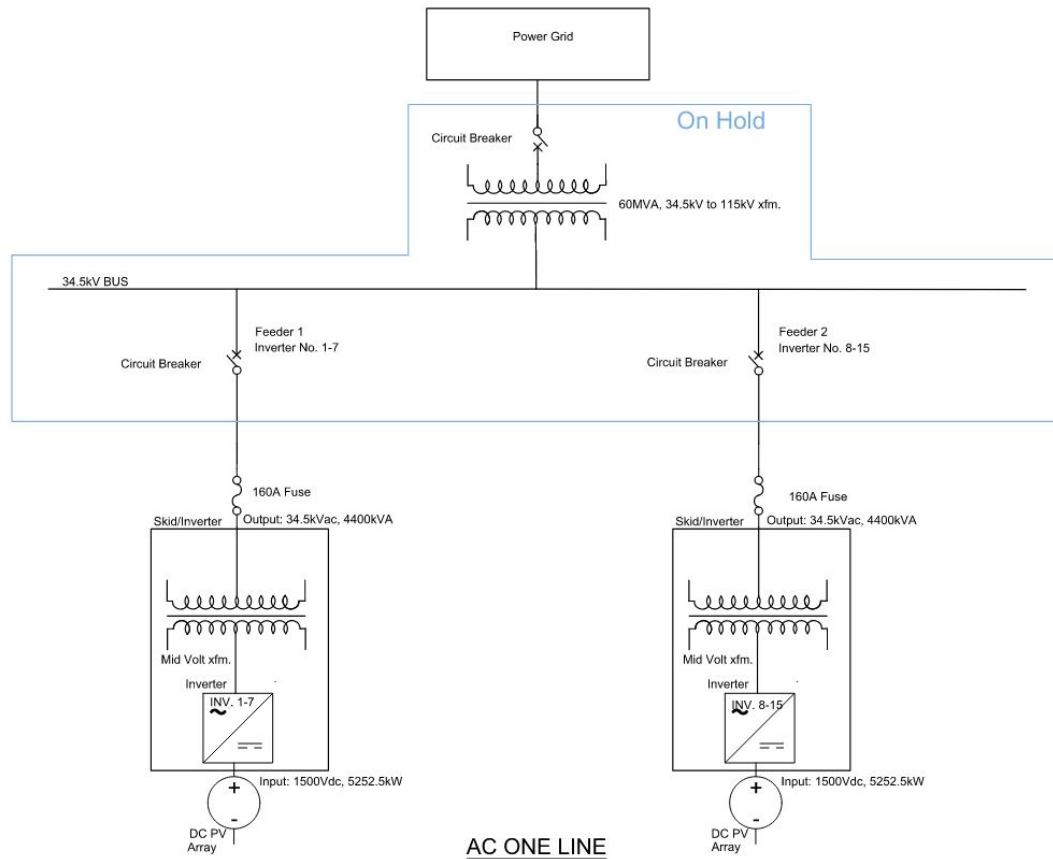 Power Grid
On Hold
Circuit Breaker
60MVA, 34.5kV to 115kV xfm.
34.5kV BUS
Feeder 1
Inverter No. 1-7
Circuit Breaker
Feeder 2
Inverter No. 8-15
Circuit Breaker
160A Fuse
Skid/Inverter
Output: 34.5kVac, 4400kVA
Mid Volt xfm.
Inverter
INV. 1-7
Input: 1500Vdc, 5252.5kW
+
-
DC PV
Array
160A Fuse
Skid/Inverter
Output: 34.5kVac, 4400kVA
Mid Volt xfm.
Inverter
INV. 8-15
Input: 1500Vdc, 5252.5kW
+
-
DC PV
Array
AC ONE LINE